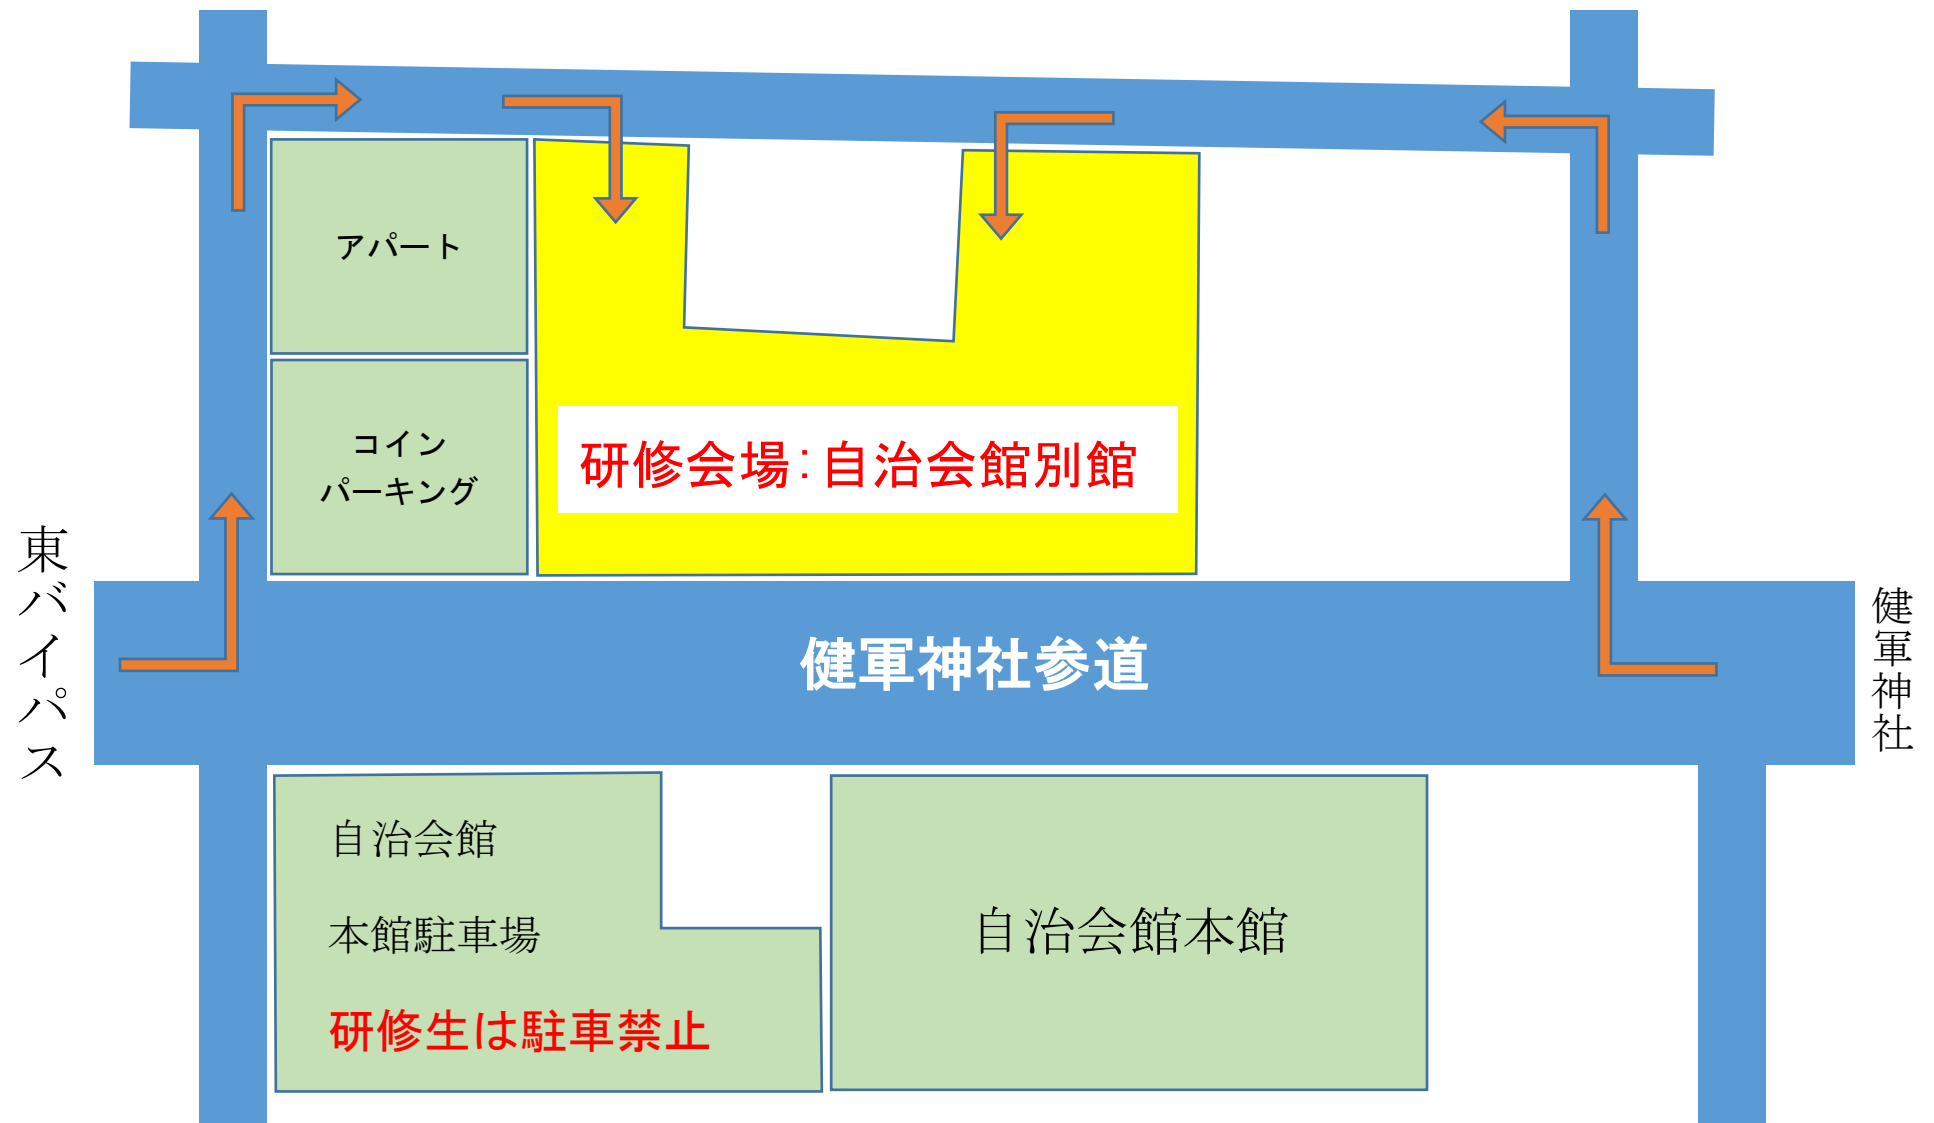 アパート
コイン
パーキング
研修会場：自治会館別館
東バイパス
健軍神社参道
健軍神社
自治会館
本館駐車場
研修生は駐車禁止
自治会館本館